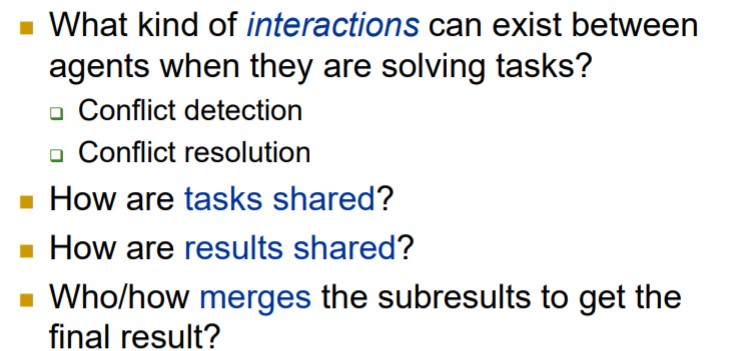 What kind of interactions can exist between
agents when they are solving tasks?
Conflict detection
Conflict resolution
How are tasks shared?
How are results shared?
Who/how merges the subresults to get the
final result?